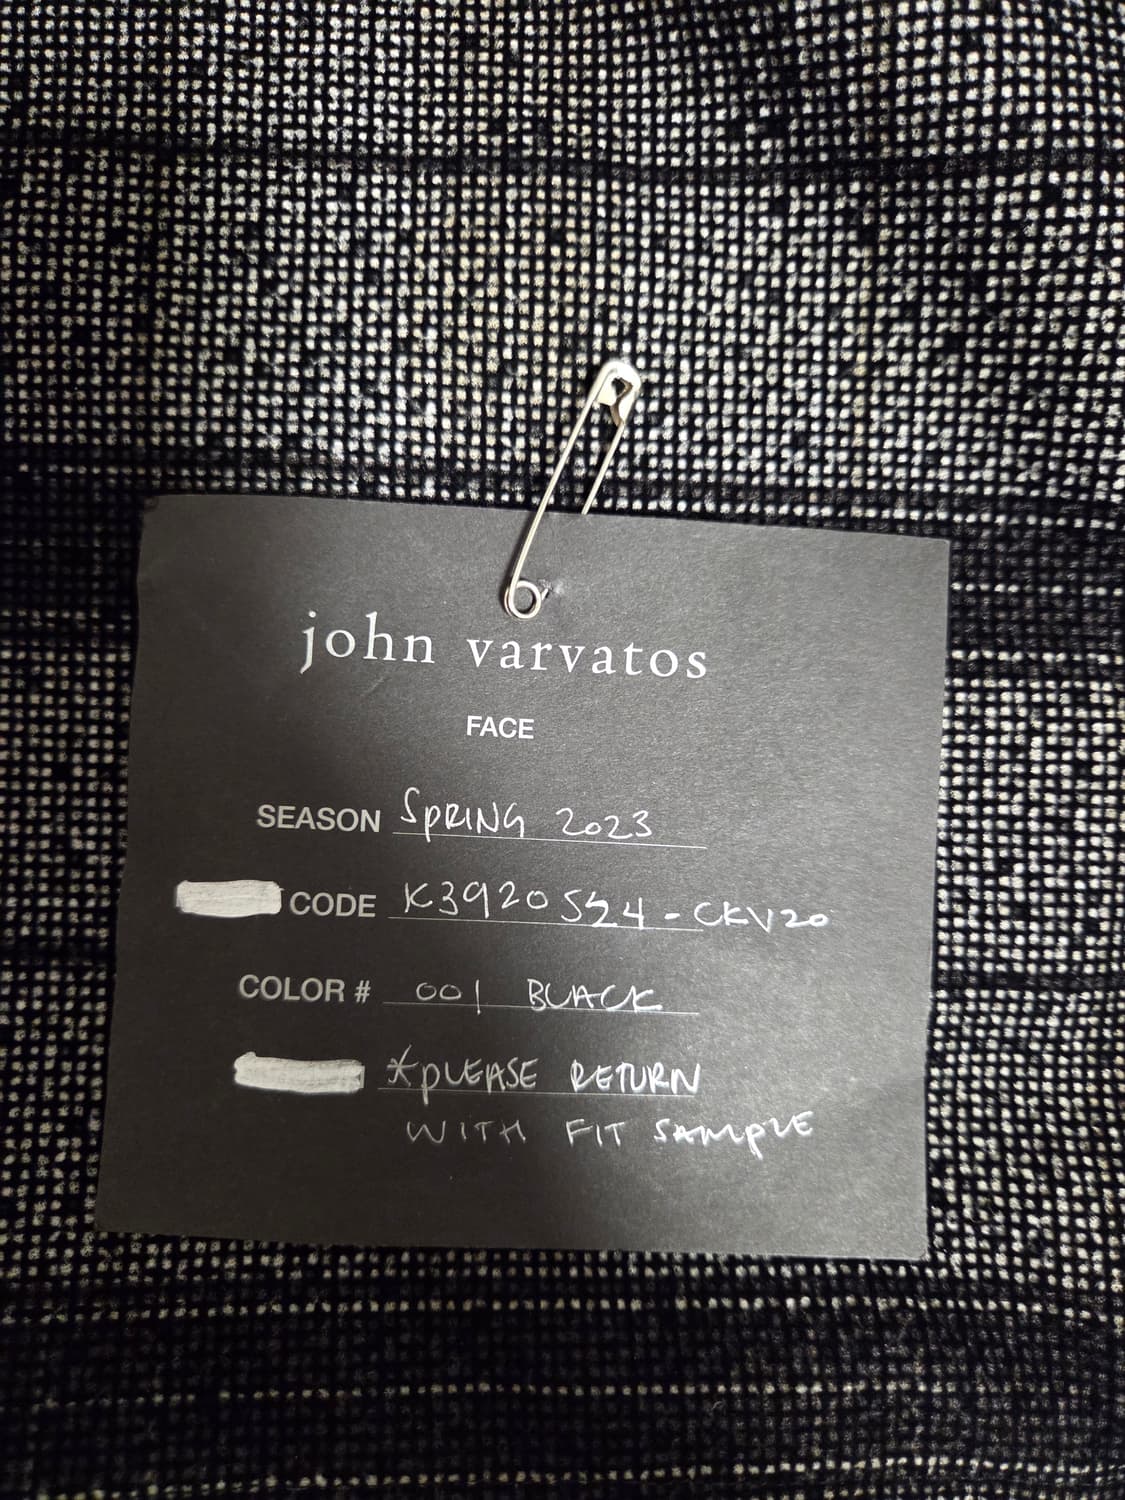 john varvatos
FACE
SEASON SPRING 2023
CODE K3920S24-CKV20
COLOR # 001 BLACK
*PLEASE RETURN
WITH FIT SAMPLE